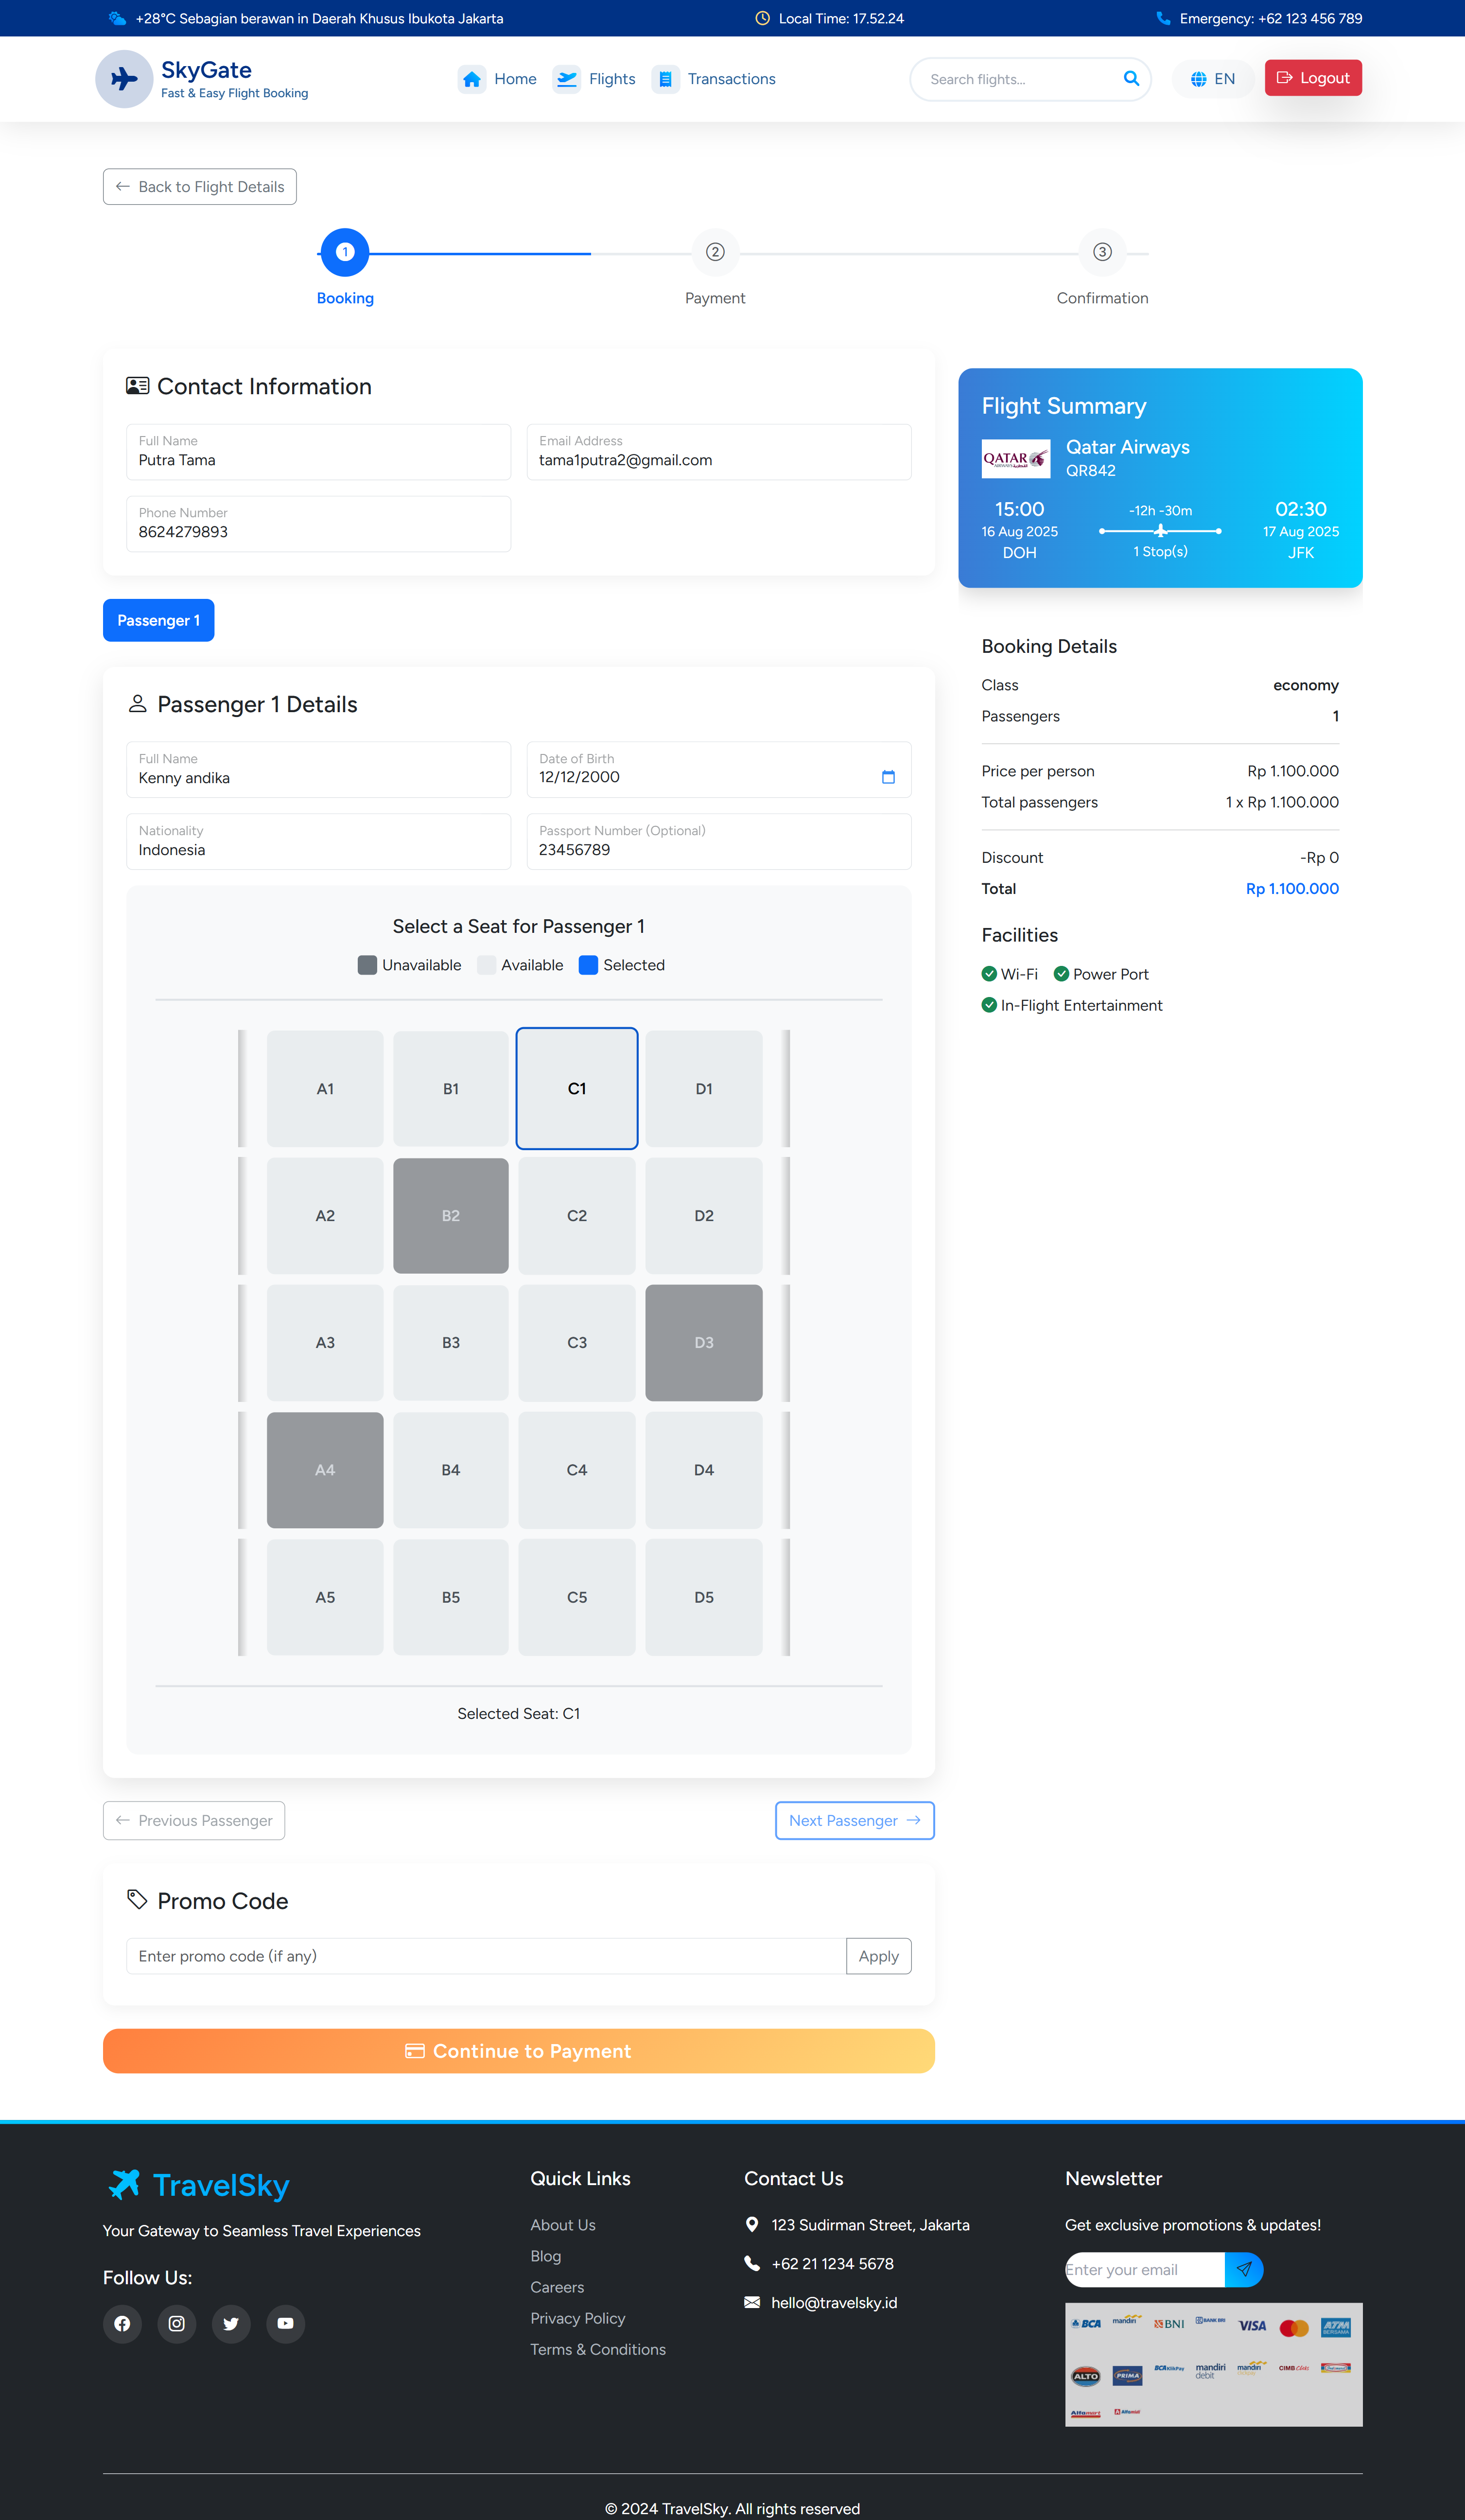 +28°C Sebagian berawan in Daerah Khusus Ibukota Jakarta
Local Time: 17.52.24
Emergency: +62 123 456 789
SkyGate
Fast & Easy Flight Booking
Home
Flights
Transactions
Search flights...
EN
Logout
Back to Flight Details
1
2
3
Booking
Payment
Confirmation
Contact Information
Full Name
Putra Tama
Email Address
tama1putra2@gmail.com
Phone Number
8624279893
Flight Summary
QATAR
AIRWAYS القطرية
Qatar Airways
QR842
15:00
16 Aug 2025
DOH
-12h -30m
1 Stop(s)
02:30
17 Aug 2025
JFK
Passenger 1
Passenger 1 Details
Full Name
Kenny andika
Date of Birth
12/12/2000
Nationality
Indonesia
Passport Number (Optional)
23456789
Booking Details
Class economy
Passengers 1
Price per person Rp 1.100.000
Total passengers 1 x Rp 1.100.000
Discount -Rp 0
Total Rp 1.100.000
Facilities
Wi-Fi Power Port
In-Flight Entertainment
Select a Seat for Passenger 1
Unavailable Available Selected
A1 B1 C1 D1
A2 B2 C2 D2
A3 B3 C3 D3
A4 B4 C4 D4
A5 B5 C5 D5
Selected Seat: C1
Previous Passenger
Next Passenger
Promo Code
Enter promo code (if any)
Apply
Continue to Payment
TravelSky
Your Gateway to Seamless Travel Experiences
Follow Us:
Quick Links
About Us
Blog
Careers
Privacy Policy
Terms & Conditions
Contact Us
123 Sudirman Street, Jakarta
+62 21 1234 5678
hello@travelsky.id
Newsletter
Get exclusive promotions & updates!
Enter your email
BCA mandiri BNI BANK BRI VISA ATM BERSAMA
ALTO PRIMA BCA KlikPay mandiri debit mandiri CIMB Clicks
Alfamart Alfamidi
© 2024 TravelSky. All rights reserved